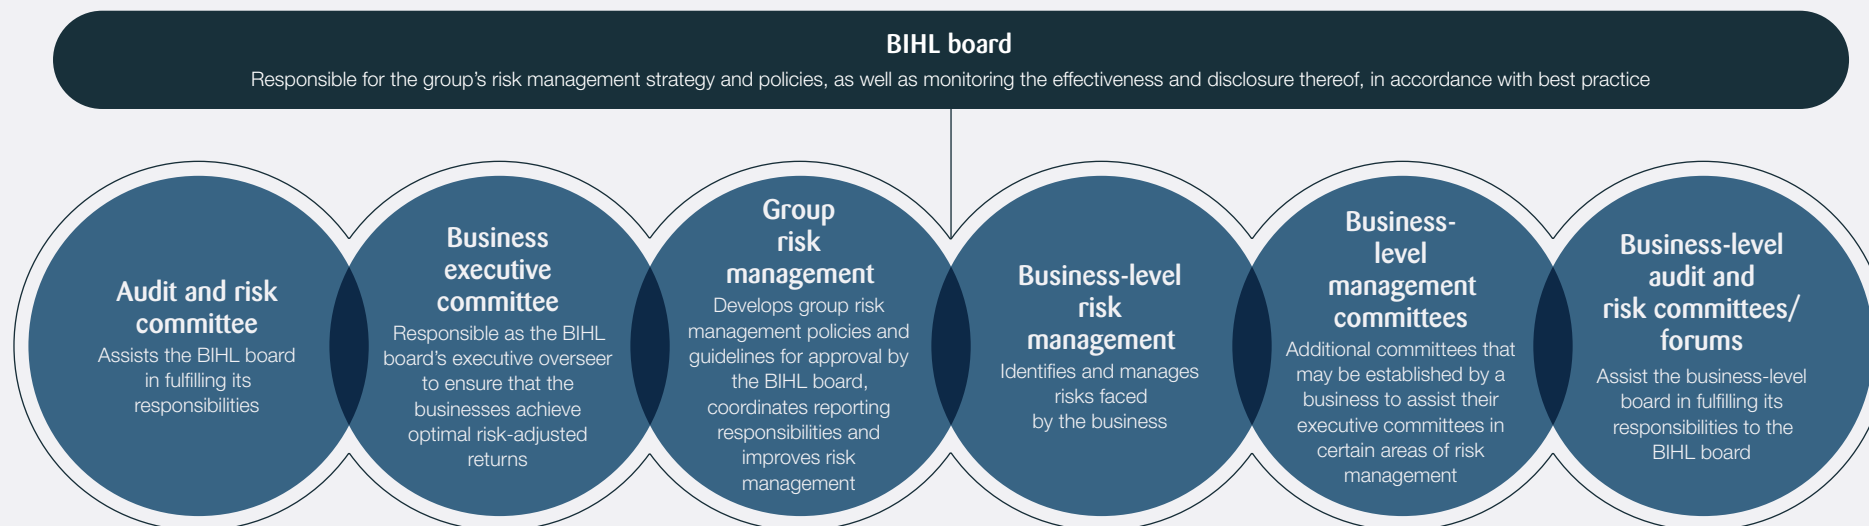 BIHL board
Responsible for the group's risk management strategy and policies, as well as monitoring the effectiveness and disclosure thereof, in accordance with best practice
Audit and risk
committee
Assists the BIHL board
in fulfilling its
responsibilities
Business
executive
committee
Responsible as the BIHL
board's executive overseer
to ensure that the
businesses achieve
optimal risk-adjusted
returns
Group
risk
management
Develops group risk
management policies and
guidelines for approval by
the BIHL board,
coordinates reporting
responsibilities and
improves risk
management
Business-level
risk
management
Identifies and manages
risks faced
by the business
Business-
level
management
committees
Additional committees that
may be established by a
business to assist their
executive committees in
certain areas of risk
management
Business-level
audit and
risk committees/
forums
Assist the business-level
board in fulfilling its
responsibilities to the
BIHL board